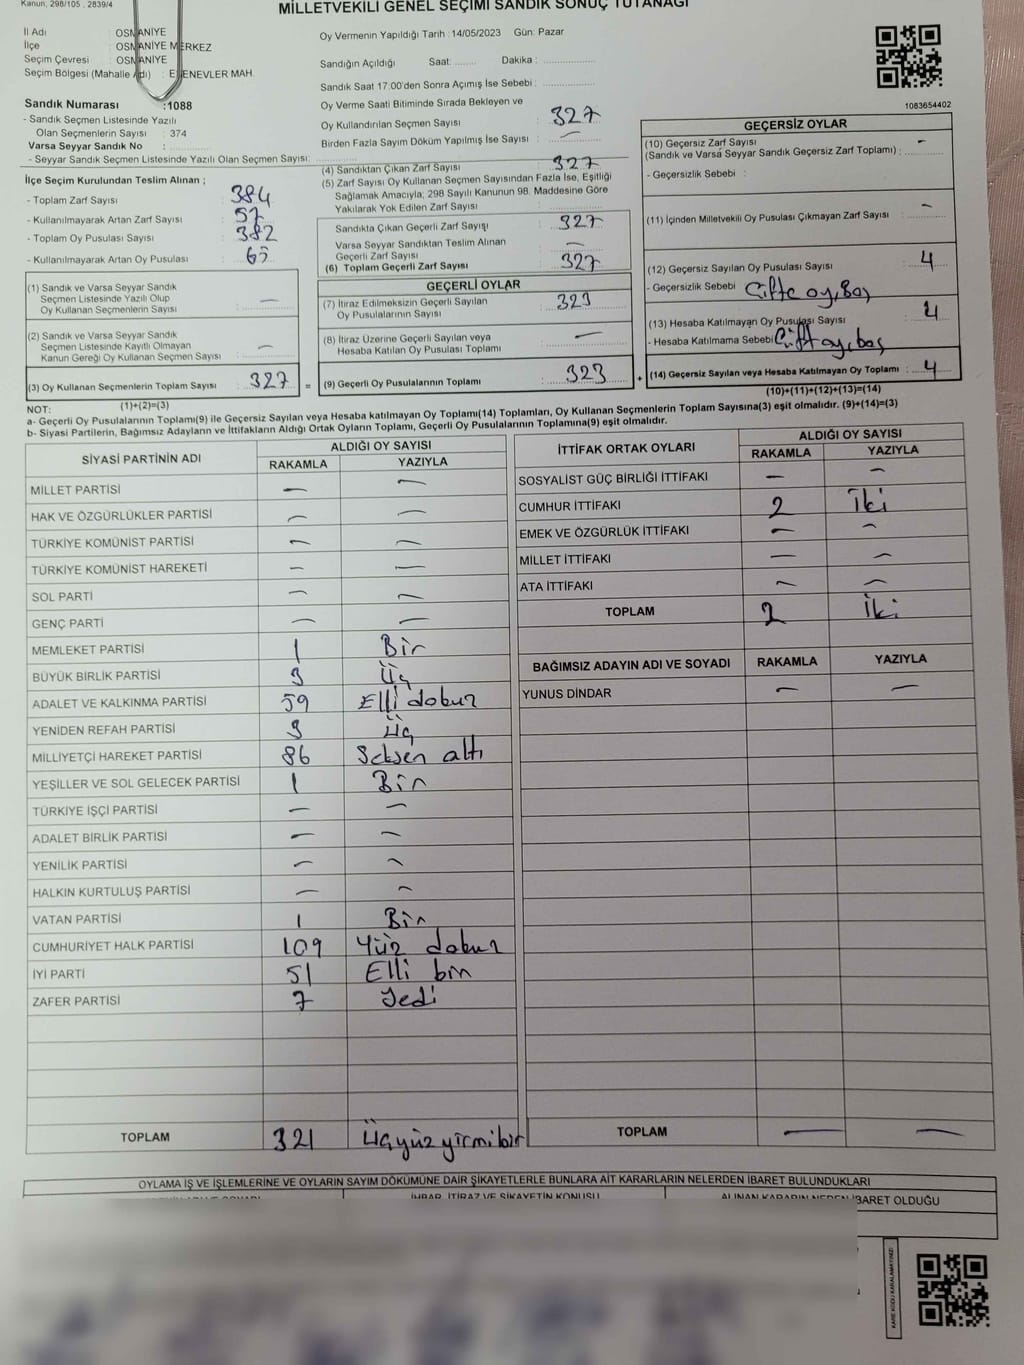 Kanun, 298/105 , 2839/4
MİLLETVEKİLİ GENEL SEÇİMİ SANDIK SONUÇ TUTANAĞI
İl Adı : OSMANİYE
İlçe : OSMANİYE MERKEZ
Seçim Çevresi : OSMANİYE
Seçim Bölgesi (Mahalle Adı) : ESENEVLER MAH.
Sandık Numarası :1088
- Sandık Seçmen Listesinde Yazılı
Olan Seçmenlerin Sayısı : 374
Varsa Seyyar Sandık No :
- Seyyar Sandık Seçmen Listesinde Yazılı Olan Seçmen Sayısı:
İlçe Seçim Kurulundan Teslim Alınan ;
- Toplam Zarf Sayısı : 384
- Kullanılmayarak Artan Zarf Sayısı : 57
- Toplam Oy Pusulası Sayısı : 382
- Kullanılmayarak Artan Oy Pusulası : 65
(1) Sandık ve Varsa Seyyar Sandık
Seçmen Listesinde Yazılı Olup
Oy Kullanan Seçmenlerin Sayısı : —
(2) Sandık ve Varsa Seyyar Sandık
Seçmen Listesinde Kayıtlı Olmayan
Kanun Gereği Oy Kullanan Seçmen Sayısı : —
(3) Oy Kullanan Seçmenlerin Toplam Sayısı : 327 =
(1)+(2)=(3)
Oy Vermenin Yapıldığı Tarih :14/05/2023 Gün: Pazar
Sandığın Açıldığı Saat: Dakika :
Sandık Saat 17:00'den Sonra Açımış İse Sebebi :
Oy Verme Saati Bitiminde Sırada Bekleyen ve
Oy Kullandırılan Seçmen Sayısı : 327
Birden Fazla Sayım Döküm Yapılmış İse Sayısı : —
(4) Sandıktan Çıkan Zarf Sayısı : 327
(5) Zarf Sayısı Oy Kullanan Seçmen Sayısından Fazla İse, Eşitliği
Sağlamak Amacıyla, 298 Sayılı Kanunun 98. Maddesine Göre
Yakılarak Yok Edilen Zarf Sayısı :
Sandıkta Çıkan Geçerli Zarf Sayısı : 327
Varsa Seyyar Sandıktan Teslim Alınan
Geçerli Zarf Sayısı : —
(6) Toplam Geçerli Zarf Sayısı : 327
GEÇERLİ OYLAR
(7) İtiraz Edilmeksizin Geçerli Sayılan
Oy Pusulalarının Sayısı : 323
(8) İtiraz Üzerine Geçerli Sayılan veya
Hesaba Katılan Oy Pusulası Toplamı : —
(9) Geçerli Oy Pusulalarının Toplamı : 323 +
1083654402
GEÇERSİZ OYLAR
(10) Geçersiz Zarf Sayısı
(Sandık ve Varsa Seyyar Sandık Geçersiz Zarf Toplamı) : —
- Geçersizlik Sebebi :
(11) İçinden Milletvekili Oy Pusulası Çıkmayan Zarf Sayısı : —
(12) Geçersiz Sayılan Oy Pusulası Sayısı : 4
- Geçersizlik Sebebi : Çifte oy, Boş
(13) Hesaba Katılmayan Oy Pusulası Sayısı : 4
- Hesaba Katılmama Sebebi : Çift oy, boş
(14) Geçersiz Sayılan veya Hesaba Katılmayan Oy Toplamı : 4
(10)+(11)+(12)+(13)=(14)
NOT:
a- Geçerli Oy Pusulalarının Toplamı(9) ile Geçersiz Sayılan veya Hesaba katılmayan Oy Toplamı(14) Toplamları, Oy Kullanan Seçmenlerin Toplam Sayısına(3) eşit olmalıdır. (9)+(14)=(3)
b- Siyasi Partilerin, Bağımsız Adayların ve İttifakların Aldığı Ortak Oyların Toplamı, Geçerli Oy Pusulalarının Toplamına(9) eşit olmalıdır.
SİYASİ PARTİNİN ADI ALDIĞI OY SAYISI
RAKAMLA YAZIYLA
MİLLET PARTİSİ — —
HAK VE ÖZGÜRLÜKLER PARTİSİ — —
TÜRKİYE KOMÜNİST PARTİSİ — —
TÜRKİYE KOMÜNİST HAREKETİ — —
SOL PARTİ — —
GENÇ PARTİ — —
MEMLEKET PARTİSİ 1 Bir
BÜYÜK BİRLİK PARTİSİ 3 Üç
ADALET VE KALKINMA PARTİSİ 59 Elli dokuz
YENİDEN REFAH PARTİSİ 3 Üç
MİLLİYETÇİ HAREKET PARTİSİ 86 Seksen altı
YEŞİLLER VE SOL GELECEK PARTİSİ 1 Bir
TÜRKİYE İŞÇİ PARTİSİ — —
ADALET BİRLİK PARTİSİ — —
YENİLİK PARTİSİ — —
HALKIN KURTULUŞ PARTİSİ — —
VATAN PARTİSİ 1 Bir
CUMHURİYET HALK PARTİSİ 109 Yüz dokuz
İYİ PARTİ 51 Elli bir
ZAFER PARTİSİ 7 Yedi
TOPLAM 321 Üçyüz yirmi bir
İTTİFAK ORTAK OYLARI ALDIĞI OY SAYISI
RAKAMLA YAZIYLA
SOSYALİST GÜÇ BİRLİĞİ İTTİFAKI — —
CUMHUR İTTİFAKI 2 İki
EMEK VE ÖZGÜRLÜK İTTİFAKI — —
MİLLET İTTİFAKI — —
ATA İTTİFAKI — —
TOPLAM 2 İki
BAĞIMSIZ ADAYIN ADI VE SOYADI RAKAMLA YAZIYLA
YUNUS DİNDAR — —
TOPLAM — —
OYLAMA İŞ VE İŞLEMLERİNE VE OYLARIN SAYIM DÖKÜMÜNE DAİR ŞİKAYETLERLE BUNLARA AİT KARARLARIN NELERDEN İBARET BULUNDUKLARI
İHBAR, İTİRAZ VE ŞİKAYETİN KONUSU ALINAN KARARIN NEDEN İBARET OLDUĞU
KARE KODU KARALAMAYINIZ!